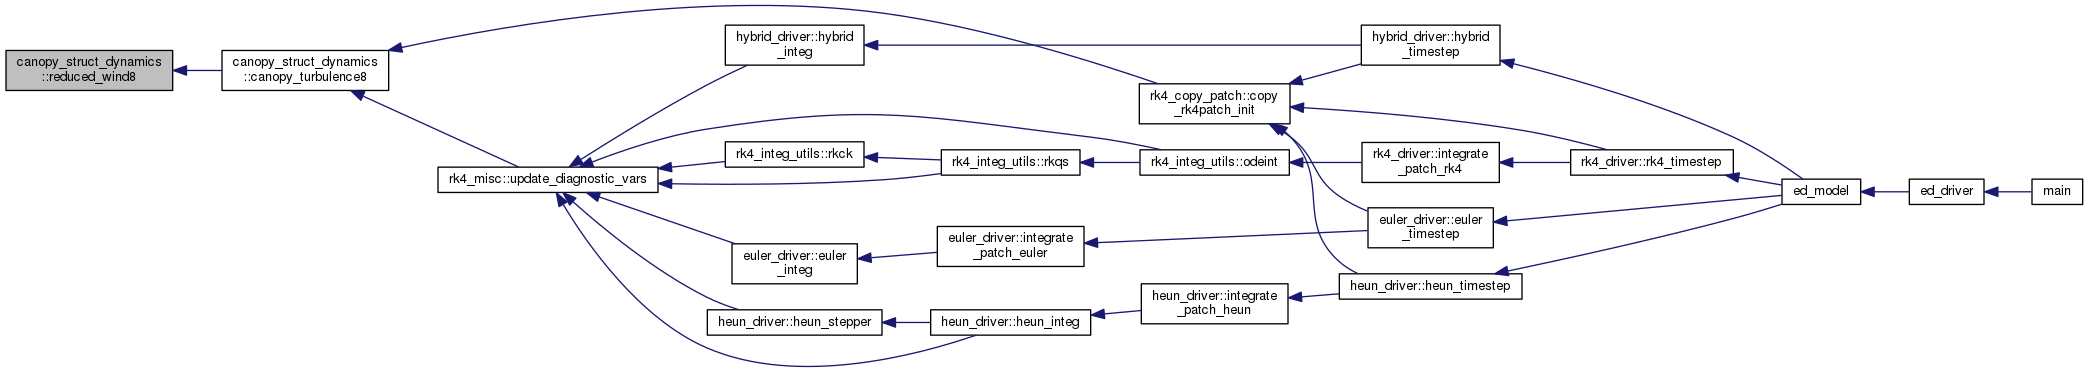 canopy_struct_dynamics
::reduced_wind8
canopy_struct_dynamics
::canopy_turbulence8
rk4_misc::update_diagnostic_vars
hybrid_driver::hybrid
_integ
rk4_integ_utils::rkck
euler_driver::euler
_integ
heun_driver::heun_stepper
rk4_integ_utils::rkqs
euler_driver::integrate
_patch_euler
heun_driver::heun_integ
rk4_copy_patch::copy
_rk4patch_init
rk4_integ_utils::odeint
heun_driver::integrate
_patch_heun
hybrid_driver::hybrid
_timestep
rk4_driver::integrate
_patch_rk4
euler_driver::euler
_timestep
heun_driver::heun_timestep
rk4_driver::rk4_timestep
ed_model
ed_driver
main